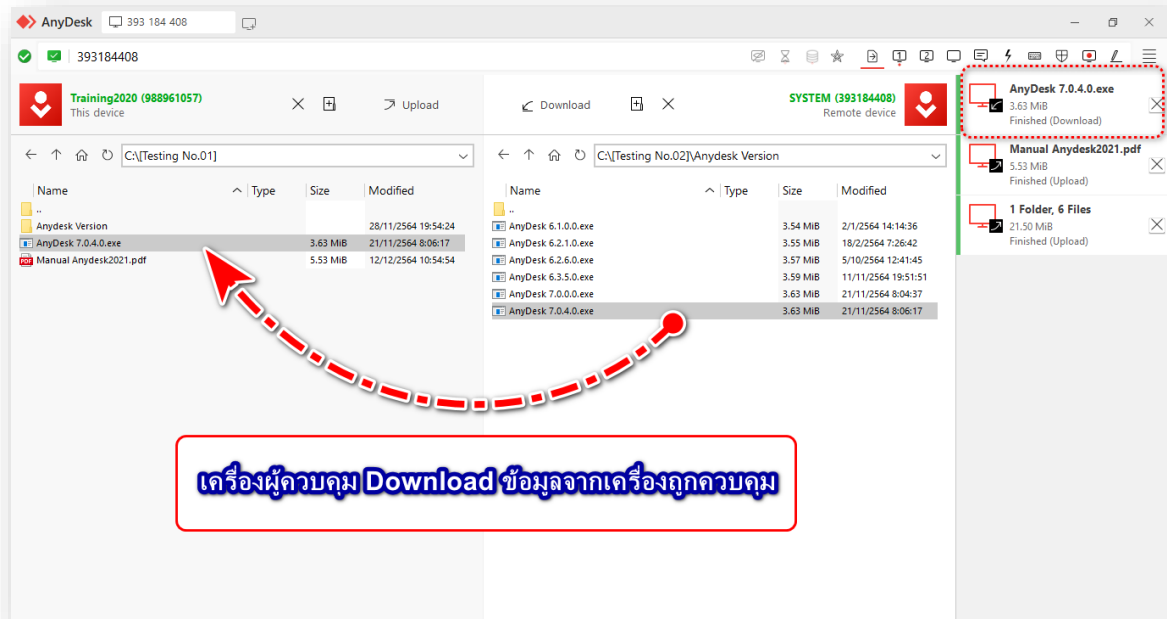 AnyDesk 393 184 408
393184408
Training2020 (988961057)
This device
Upload
Download
SYSTEM (393184408)
Remote device
C:\[Testing No.01]
Name Type Size Modified
..
Anydesk Version 28/11/2564 19:54:24
AnyDesk 7.0.4.0.exe 3.63 MiB 21/11/2564 8:06:17
Manual Anydesk2021.pdf 5.53 MiB 12/12/2564 10:54:54
C:\[Testing No.02]\Anydesk Version
Name Type Size Modified
..
AnyDesk 6.1.0.0.exe 3.54 MiB 2/1/2564 14:14:36
AnyDesk 6.2.1.0.exe 3.55 MiB 18/2/2564 7:26:42
AnyDesk 6.2.6.0.exe 3.57 MiB 5/10/2564 12:41:45
AnyDesk 6.3.5.0.exe 3.59 MiB 11/11/2564 19:51:51
AnyDesk 7.0.0.0.exe 3.63 MiB 21/11/2564 8:04:37
AnyDesk 7.0.4.0.exe 3.63 MiB 21/11/2564 8:06:17
AnyDesk 7.0.4.0.exe
3.63 MiB
Finished (Download)
Manual Anydesk2021.pdf
5.53 MiB
Finished (Upload)
1 Folder, 6 Files
21.50 MiB
Finished (Upload)
เครื่องผู้ควบคุม Download ข้อมูลจากเครื่องถูกควบคุม